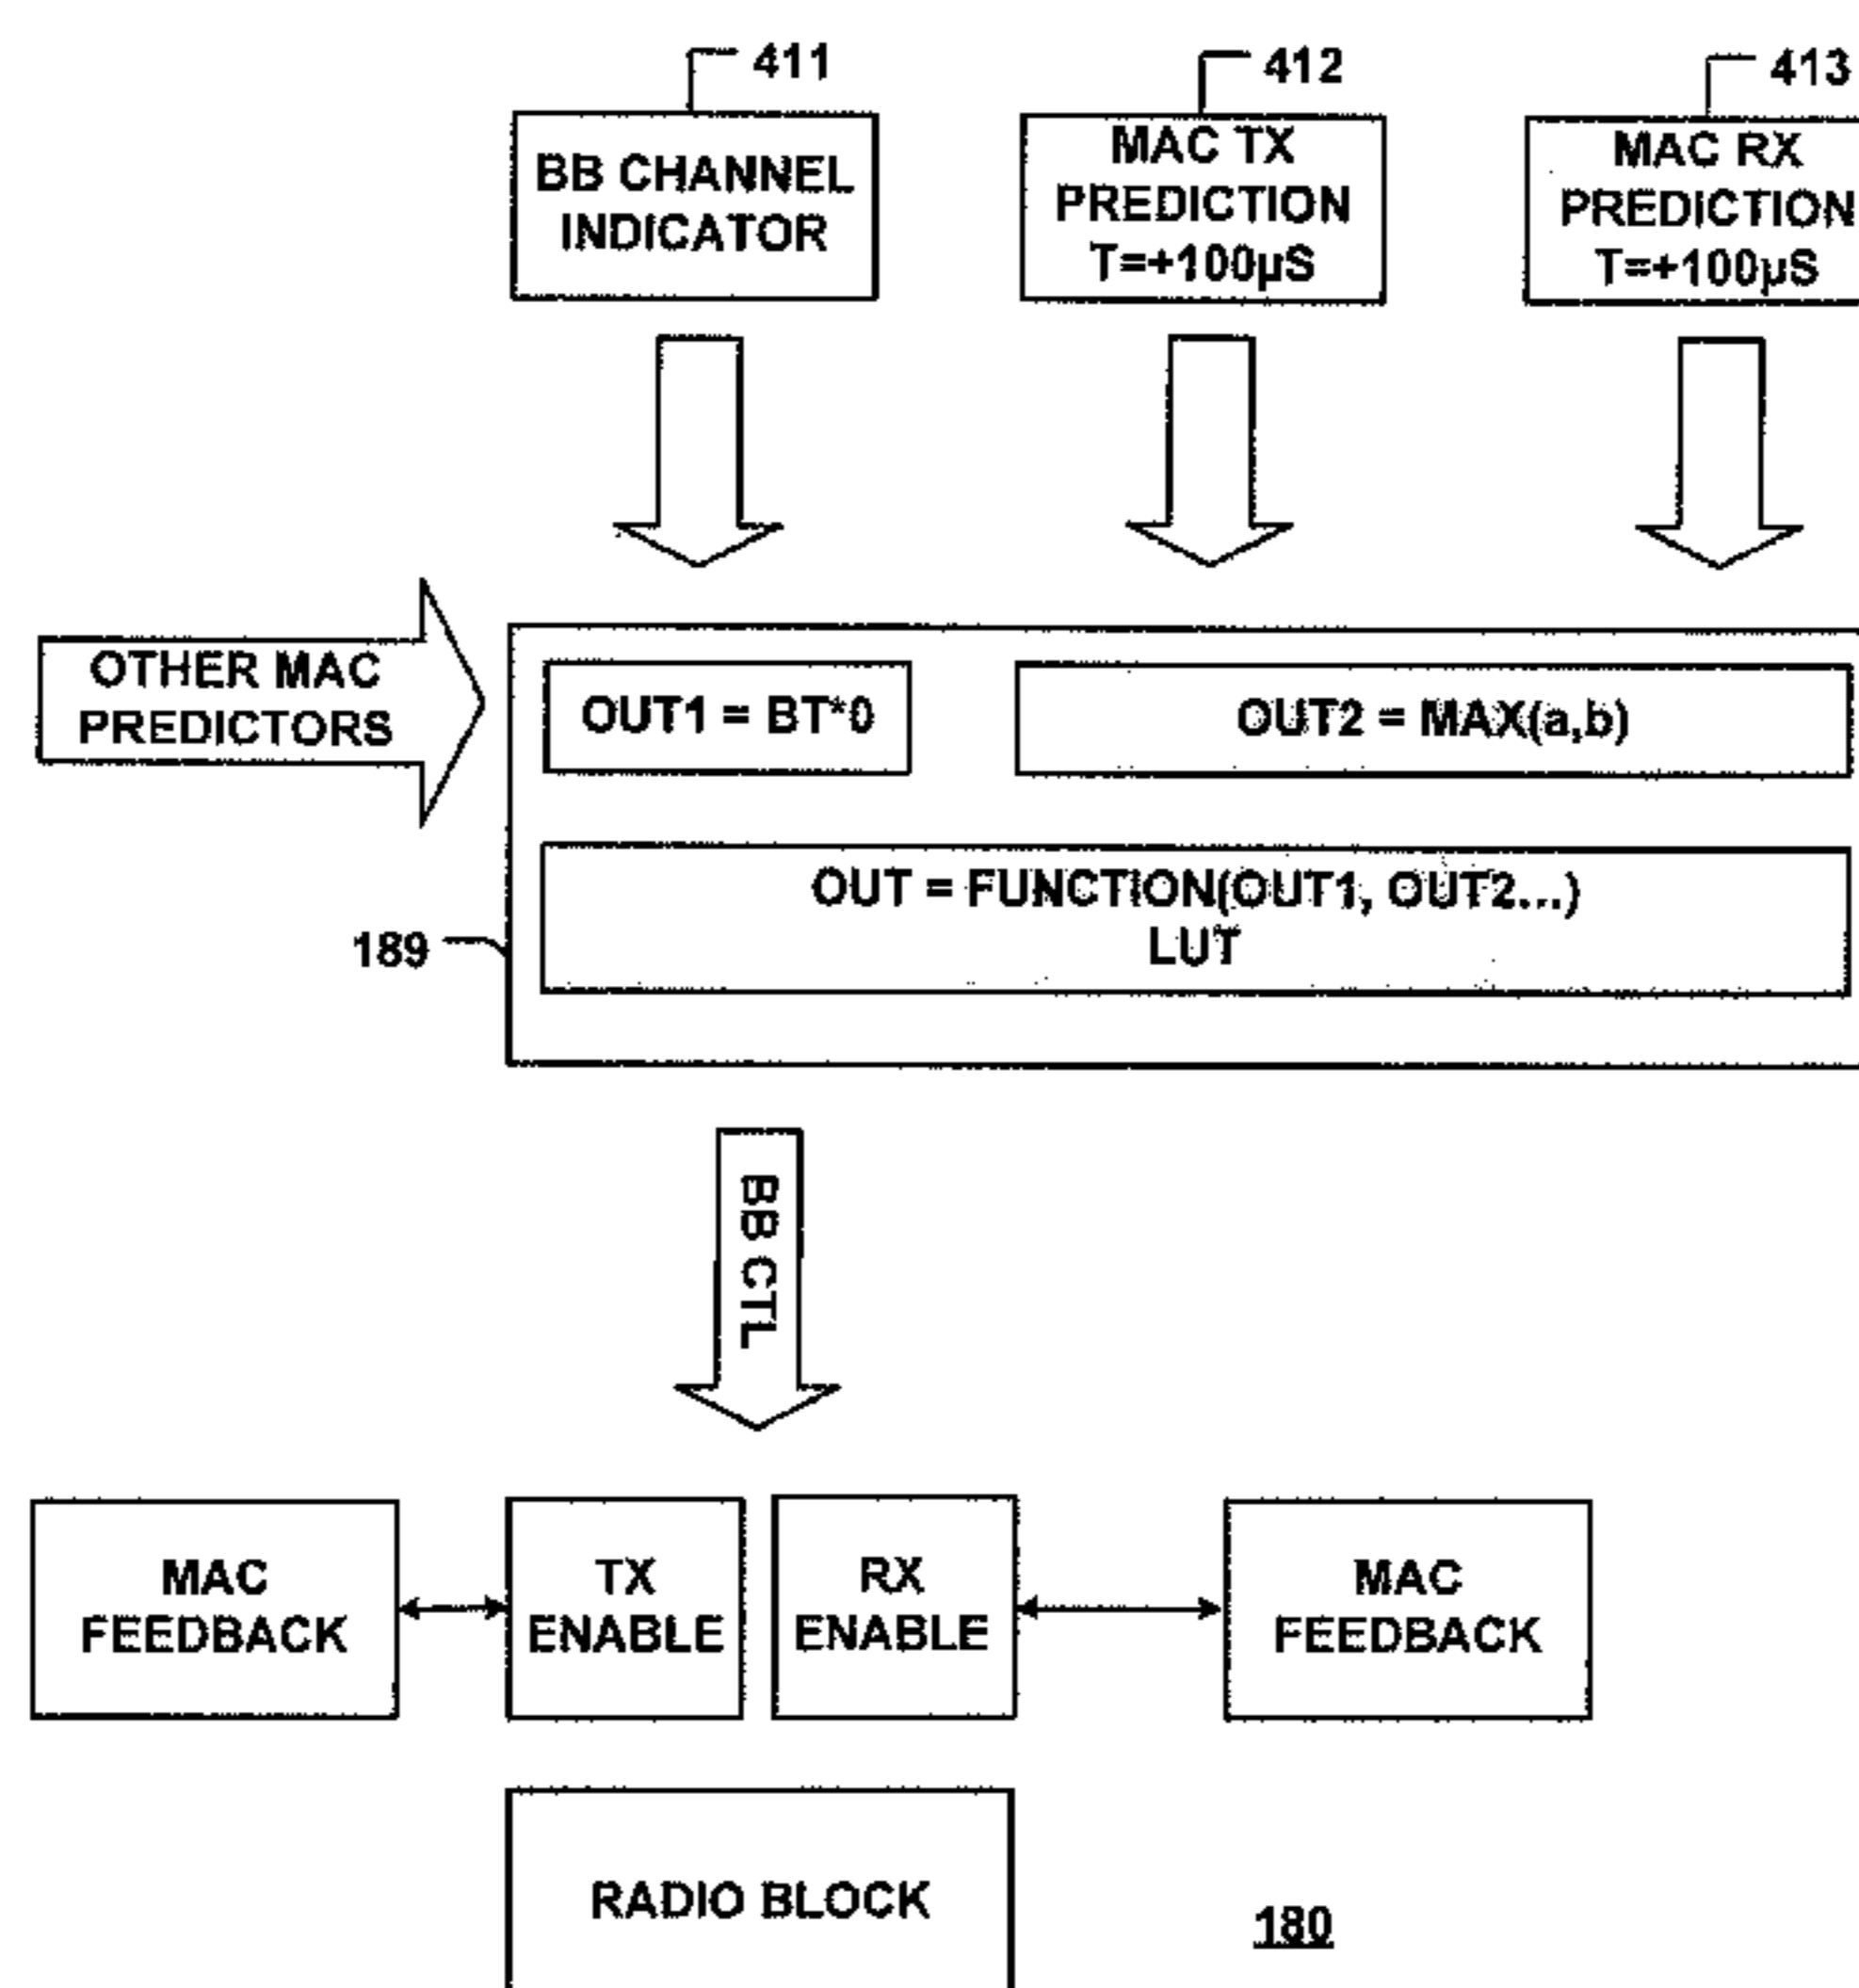 411
412
413
BB CHANNEL
INDICATOR
MAC TX
PREDICTION
T=+100µS
MAC RX
PREDICTION
T=+100µS
OTHER MAC
PREDICTORS
OUT1 = BT*0
OUT2 = MAX(a,b)
OUT = FUNCTION(OUT1, OUT2...)
LUT
189
BB CTL
MAC
FEEDBACK
TX
ENABLE
RX
ENABLE
MAC
FEEDBACK
RADIO BLOCK
180